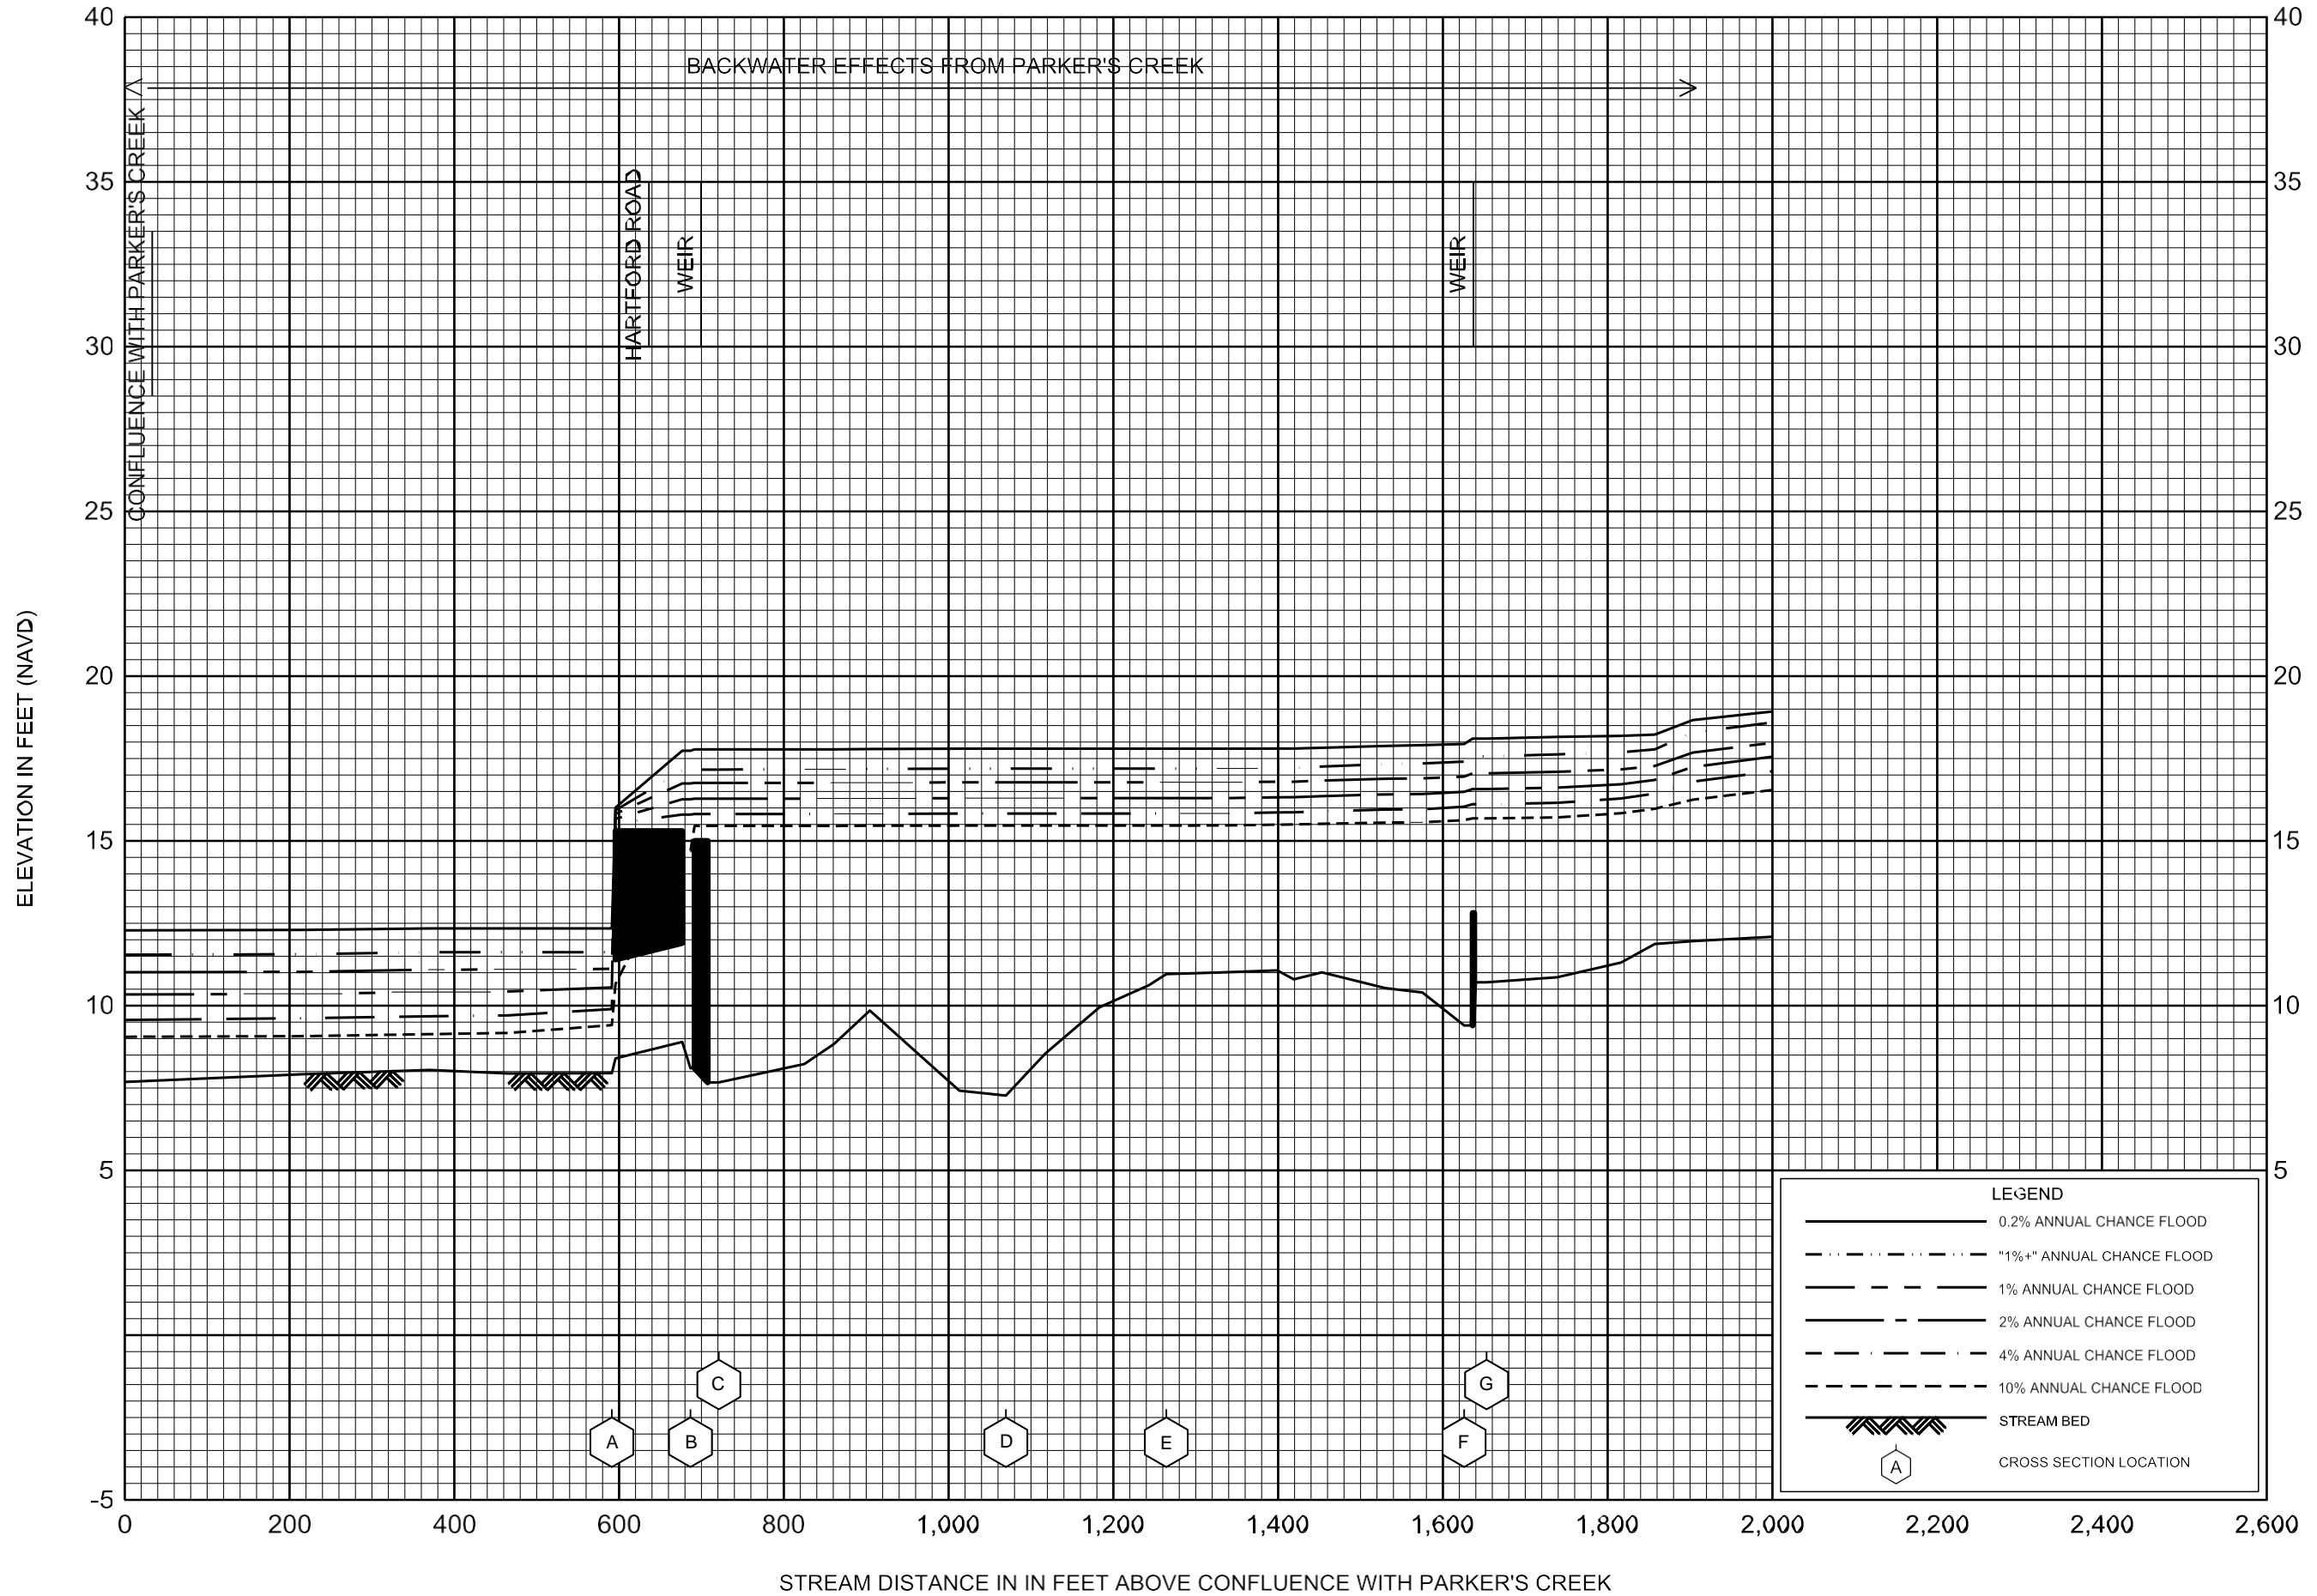 40
40
BACKWATER EFFECTS FROM PARKER'S CREEK
CONFLUENCE WITH PARKER'S CREEK
HARTFORD ROAD
WEIR
WEIR
35
35
30
30
25
25
20
20
15
15
10
10
5
5
-5
ELEVATION IN FEET (NAVD)
LEGEND
0.2% ANNUAL CHANCE FLOOD
"1%+" ANNUAL CHANCE FLOOD
1% ANNUAL CHANCE FLOOD
2% ANNUAL CHANCE FLOOD
4% ANNUAL CHANCE FLOOD
10% ANNUAL CHANCE FLOOD
STREAM BED
A
CROSS SECTION LOCATION
C
G
A
B
D
E
F
0 200 400 600 800 1,000 1,200 1,400 1,600 1,800 2,000 2,200 2,400 2,600
STREAM DISTANCE IN IN FEET ABOVE CONFLUENCE WITH PARKER'S CREEK